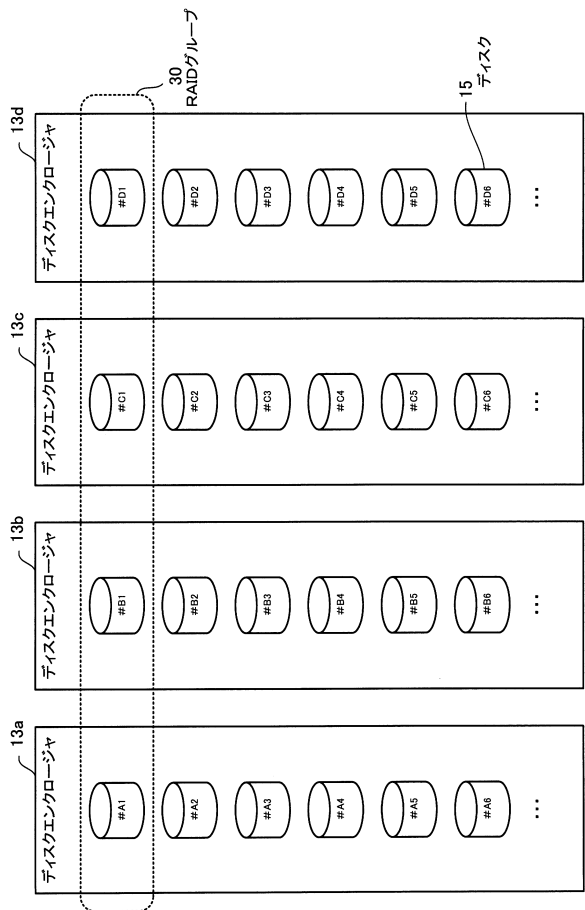 13a
ディスクエンクロージャ
#A1
#A2
#A3
#A4
#A5
#A6
…
13b
ディスクエンクロージャ
#B1
#B2
#B3
#B4
#B5
#B6
…
13c
ディスクエンクロージャ
#C1
#C2
#C3
#C4
#C5
#C6
…
13d
ディスクエンクロージャ
#D1
#D2
#D3
#D4
#D5
#D6
…
30
RAIDグループ
15
ディスク